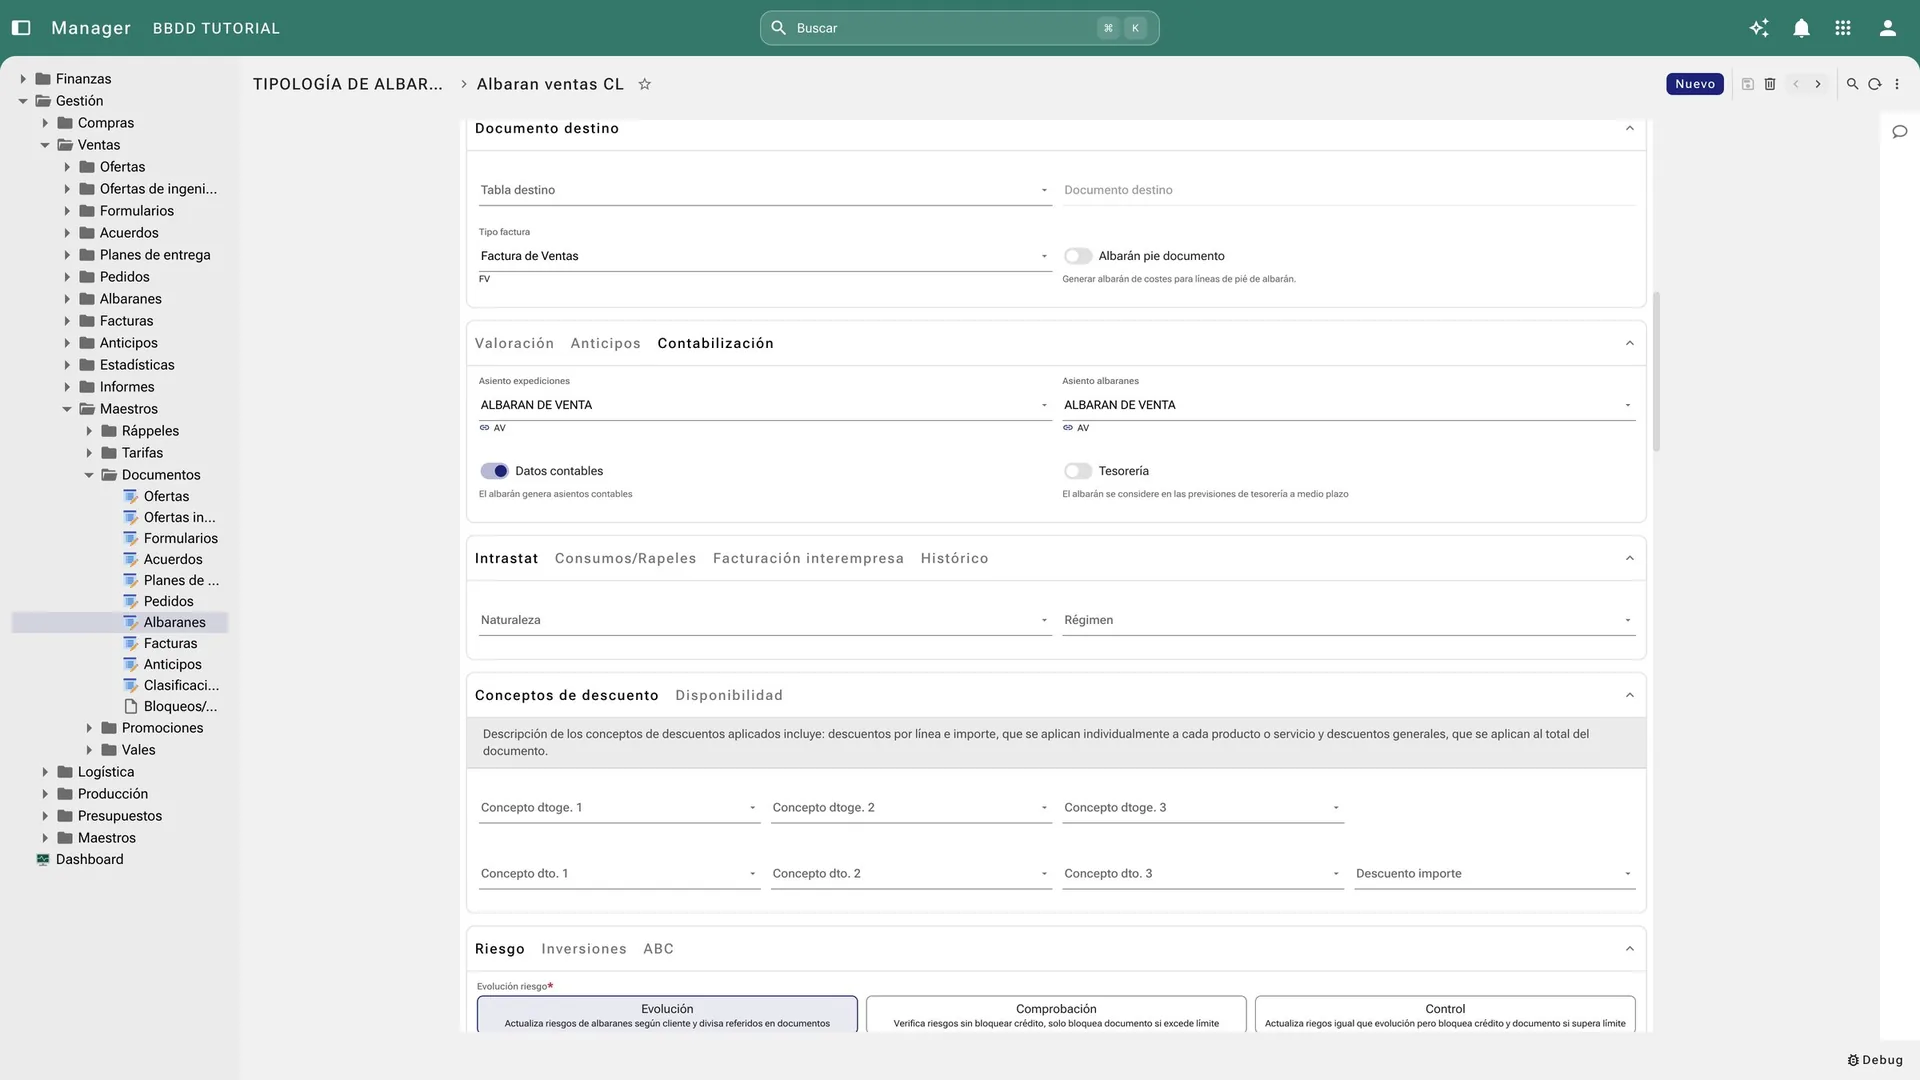 Manager
BBDD TUTORIAL
Buscar
⌘
K
Finanzas
Gestión
Compras
Ventas
Ofertas
Ofertas de ingeni...
Formularios
Acuerdos
Planes de entrega
Pedidos
Albaranes
Facturas
Anticipos
Estadísticas
Informes
Maestros
Ráppeles
Tarifas
Documentos
Ofertas
Ofertas in...
Formularios
Acuerdos
Planes de ...
Pedidos
Albaranes
Facturas
Anticipos
Clasificaci...
Bloqueos/...
Promociones
Vales
Logística
Producción
Presupuestos
Maestros
Dashboard
TIPOLOGÍA DE ALBAR... > Albaran ventas CL
Nuevo
Documento destino
Tabla destino
Documento destino
Tipo factura
Factura de Ventas
FV
Albarán pie documento
Generar albarán de costes para líneas de pié de albarán.
Valoración Anticipos Contabilización
Asiento expediciones
ALBARAN DE VENTA
AV
Asiento albaranes
ALBARAN DE VENTA
AV
Datos contables
El albarán genera asientos contables
Tesorería
El albarán se considere en las previsiones de tesorería a medio plazo
Intrastat Consumos/Rapeles Facturación interempresa Histórico
Naturaleza
Régimen
Conceptos de descuento Disponibilidad
Descripción de los conceptos de descuentos aplicados incluye: descuentos por línea e importe, que se aplican individualmente a cada producto o servicio y descuentos generales, que se aplican al total del
documento.
Concepto dtoge. 1
Concepto dtoge. 2
Concepto dtoge. 3
Concepto dto. 1
Concepto dto. 2
Concepto dto. 3
Descuento importe
Riesgo Inversiones ABC
Evolución riesgo*
Evolución
Actualiza riesgos de albaranes según cliente y divisa referidos en documentos
Comprobación
Verifica riesgos sin bloquear crédito, solo bloquea documento si excede límite
Control
Actualiza riegos igual que evolución pero bloquea crédito y documento si supera límite
Debug